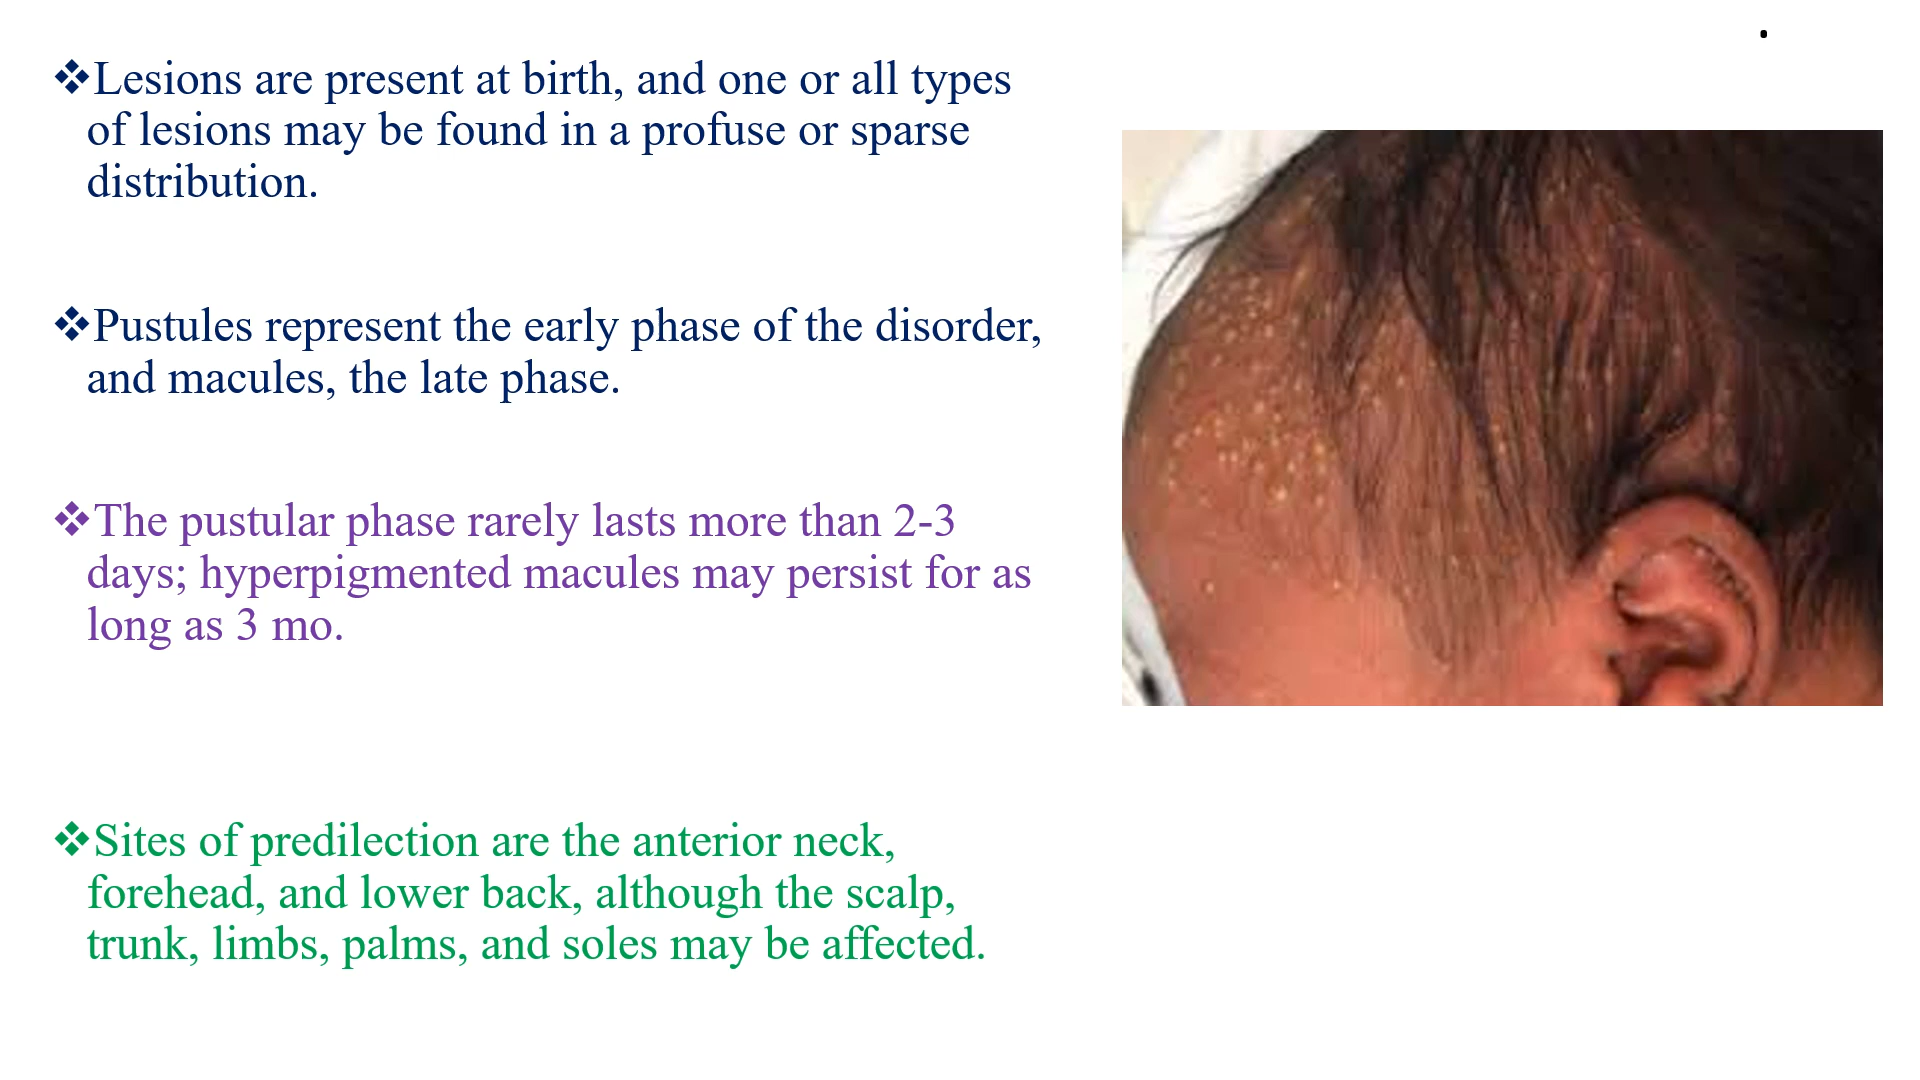 ❖Lesions are present at birth, and one or all types
of lesions may be found in a profuse or sparse
distribution.
❖Pustules represent the early phase of the disorder,
and macules, the late phase.
❖The pustular phase rarely lasts more than 2-3
days; hyperpigmented macules may persist for as
long as 3 mo.
❖Sites of predilection are the anterior neck,
forehead, and lower back, although the scalp,
trunk, limbs, palms, and soles may be affected.
.